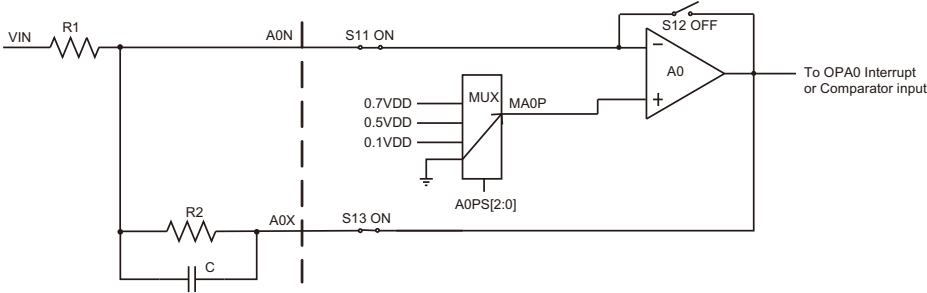 VIN
R1
A0N
S11 ON
S12 OFF
−
A0
+
To OPA0 Interrupt
or Comparator input
MUX
MA0P
0.7VDD
0.5VDD
0.1VDD
A0PS[2:0]
R2
A0X
S13 ON
C